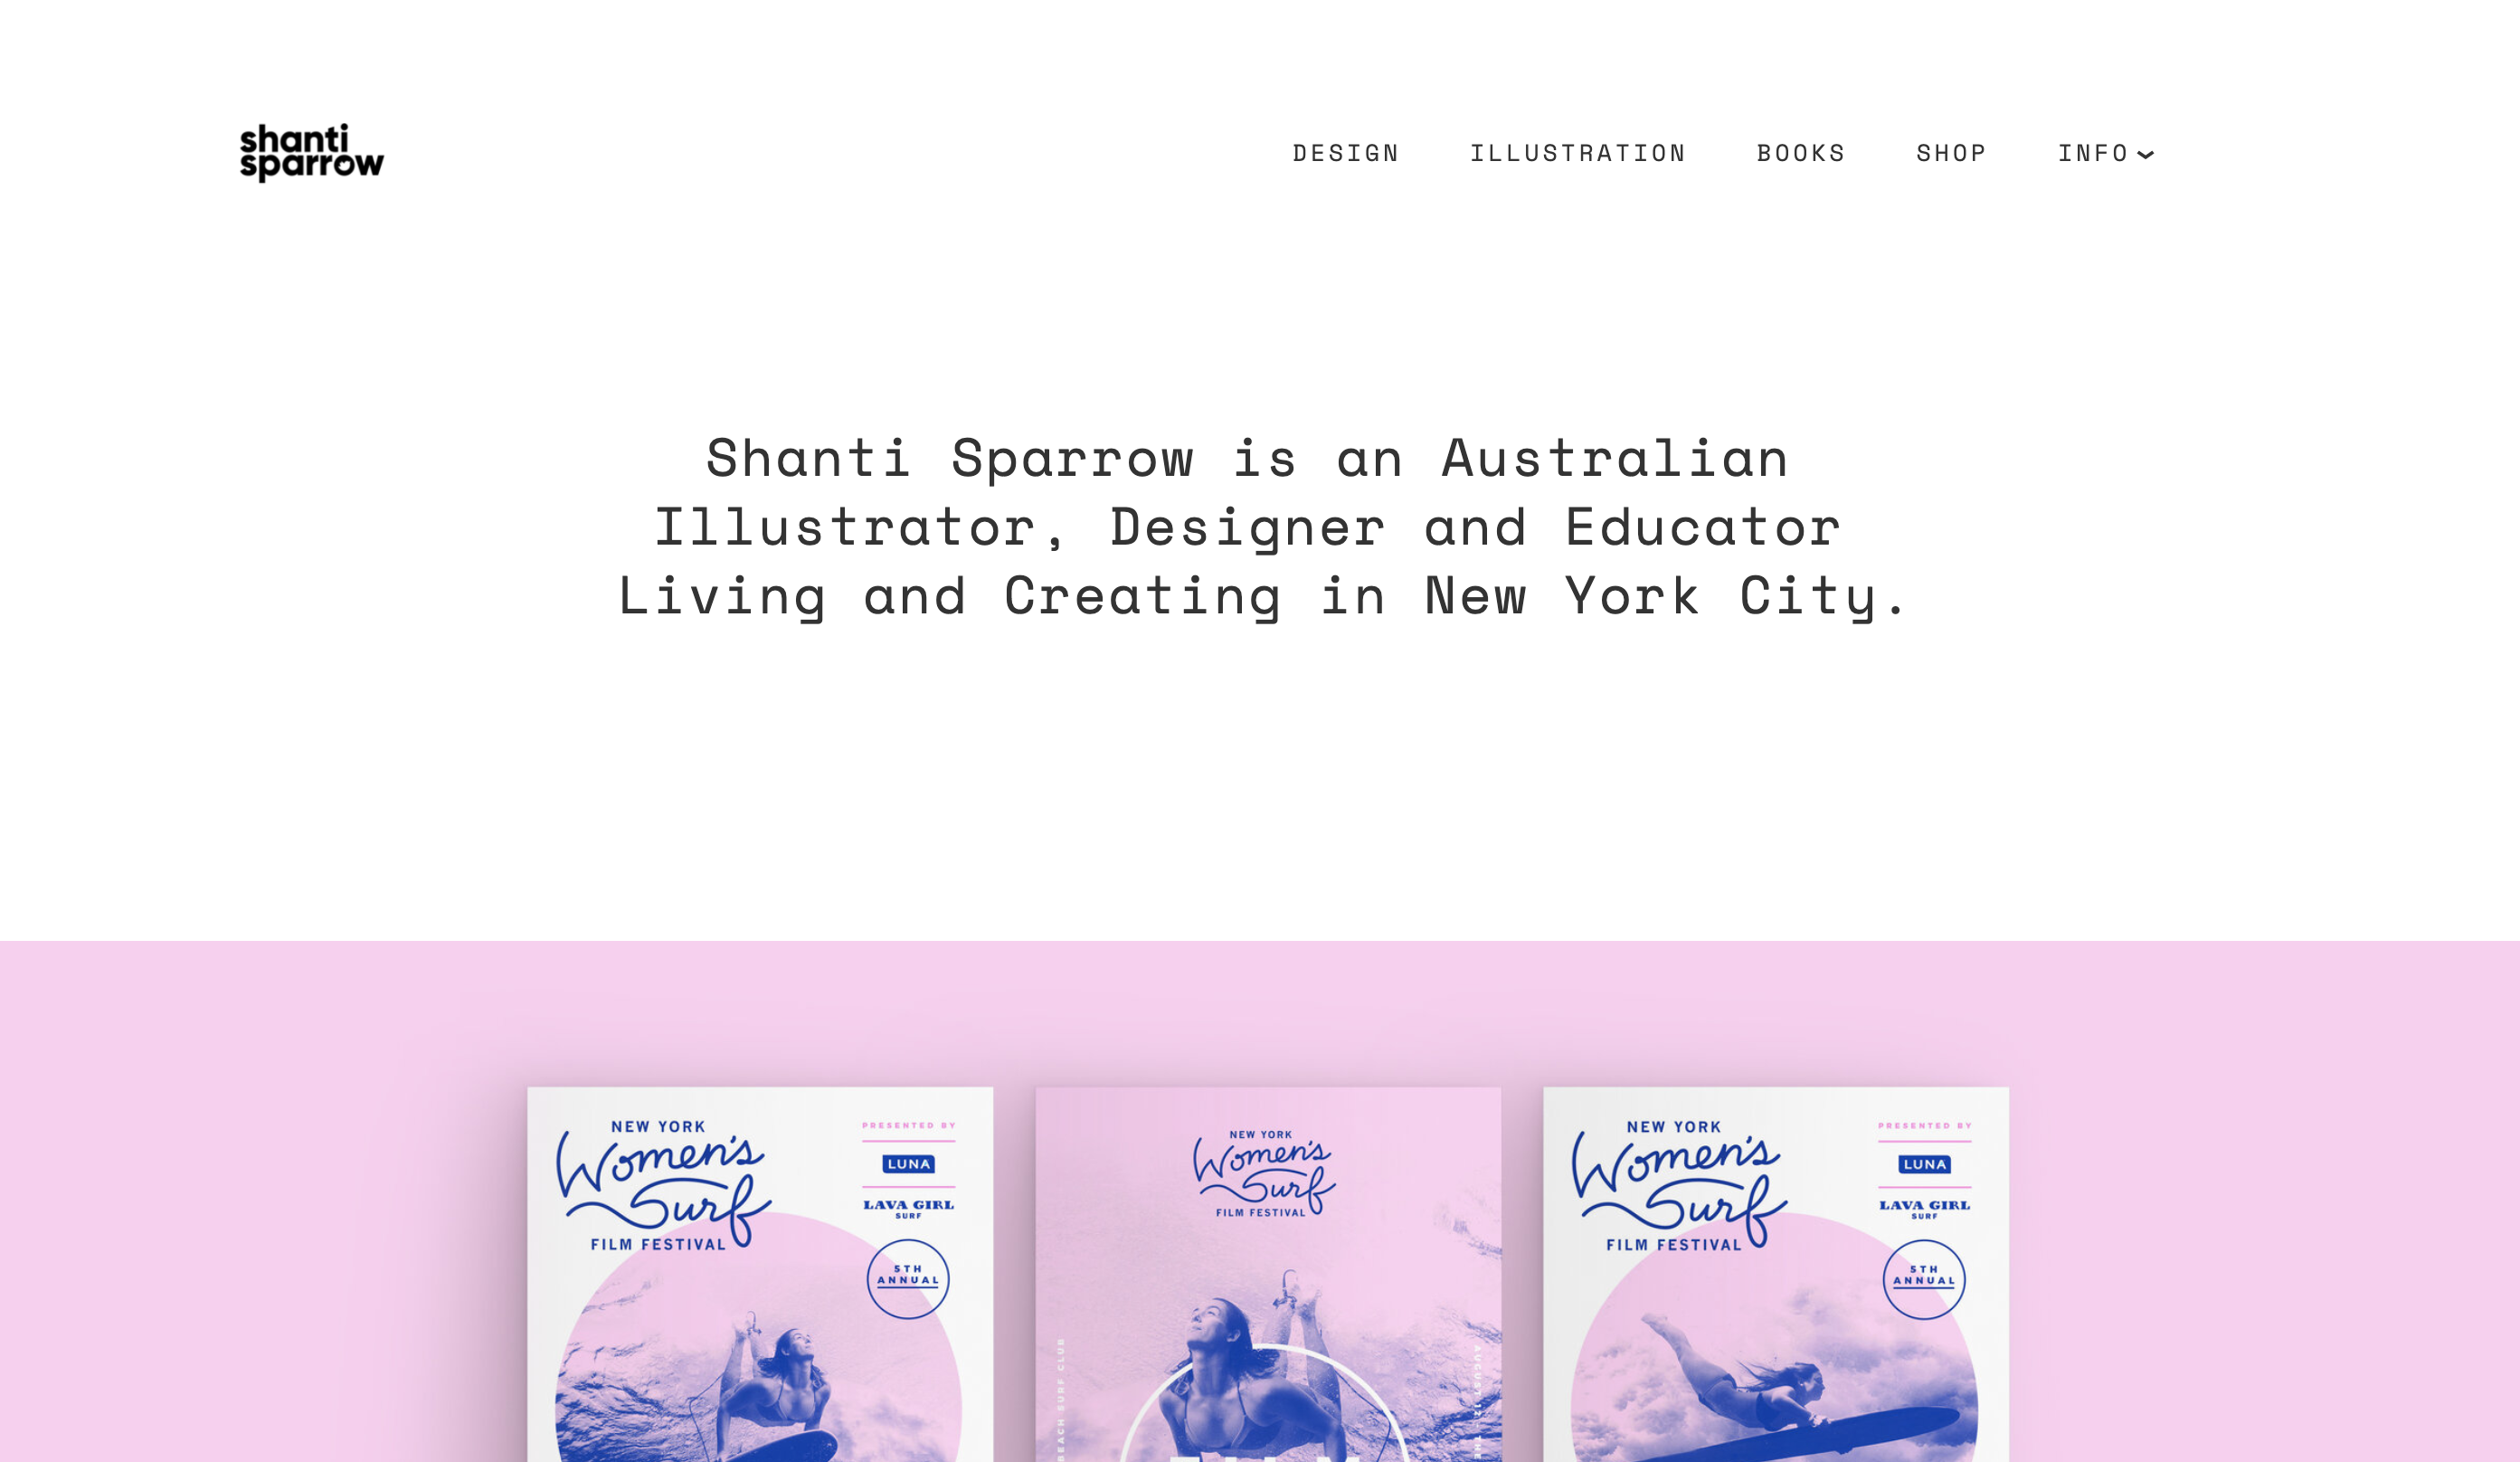 shanti
sparrow
DESIGN ILLUSTRATION BOOKS SHOP INFO
Shanti Sparrow is an Australian
Illustrator, Designer and Educator
Living and Creating in New York City.
NEW YORK
Women's
Surf
FILM FESTIVAL
PRESENTED BY
LUNA
LAVA GIRL
SURF
5TH
ANNUAL
NEW YORK
Women's
Surf
FILM FESTIVAL
BEACH SURF CLUB
NEW YORK
Women's
Surf
FILM FESTIVAL
PRESENTED BY
LUNA
LAVA GIRL
SURF
5TH
ANNUAL